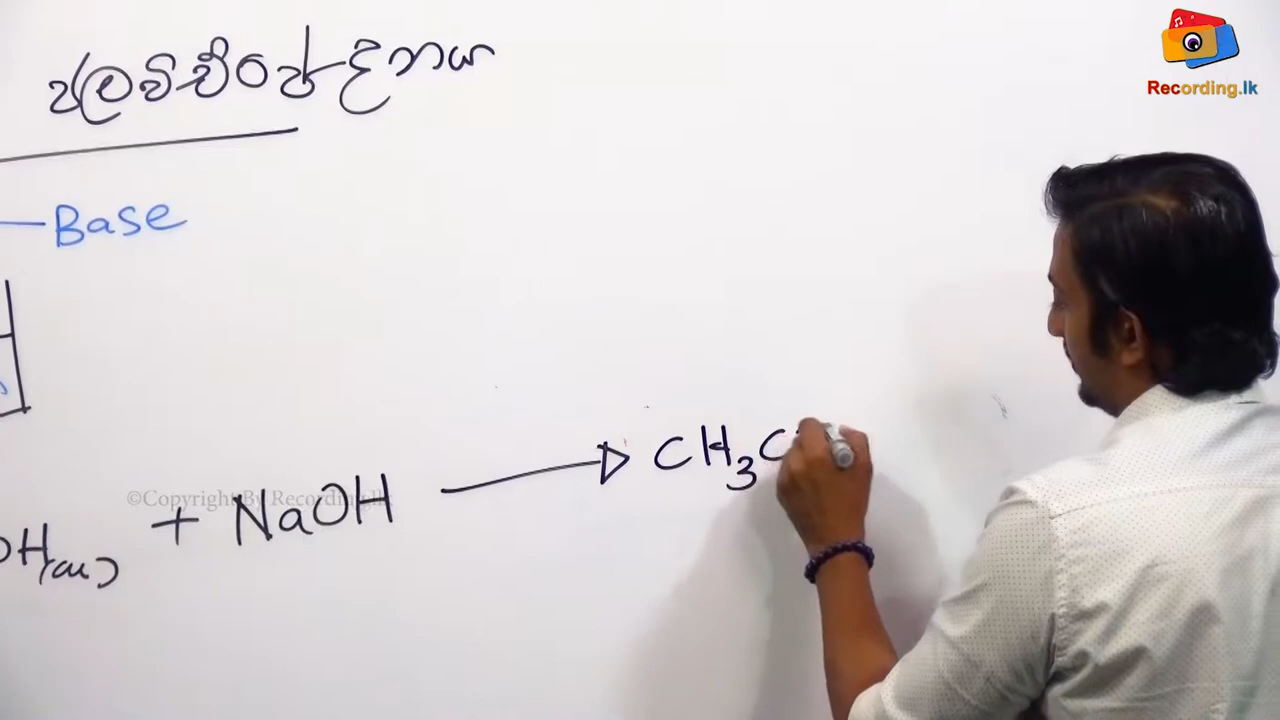 ජලවිච්ඡේදනය
Recording.lk
Base
CH3C
©Copyright By Recording.lk
+ NaOH
OH(aq)